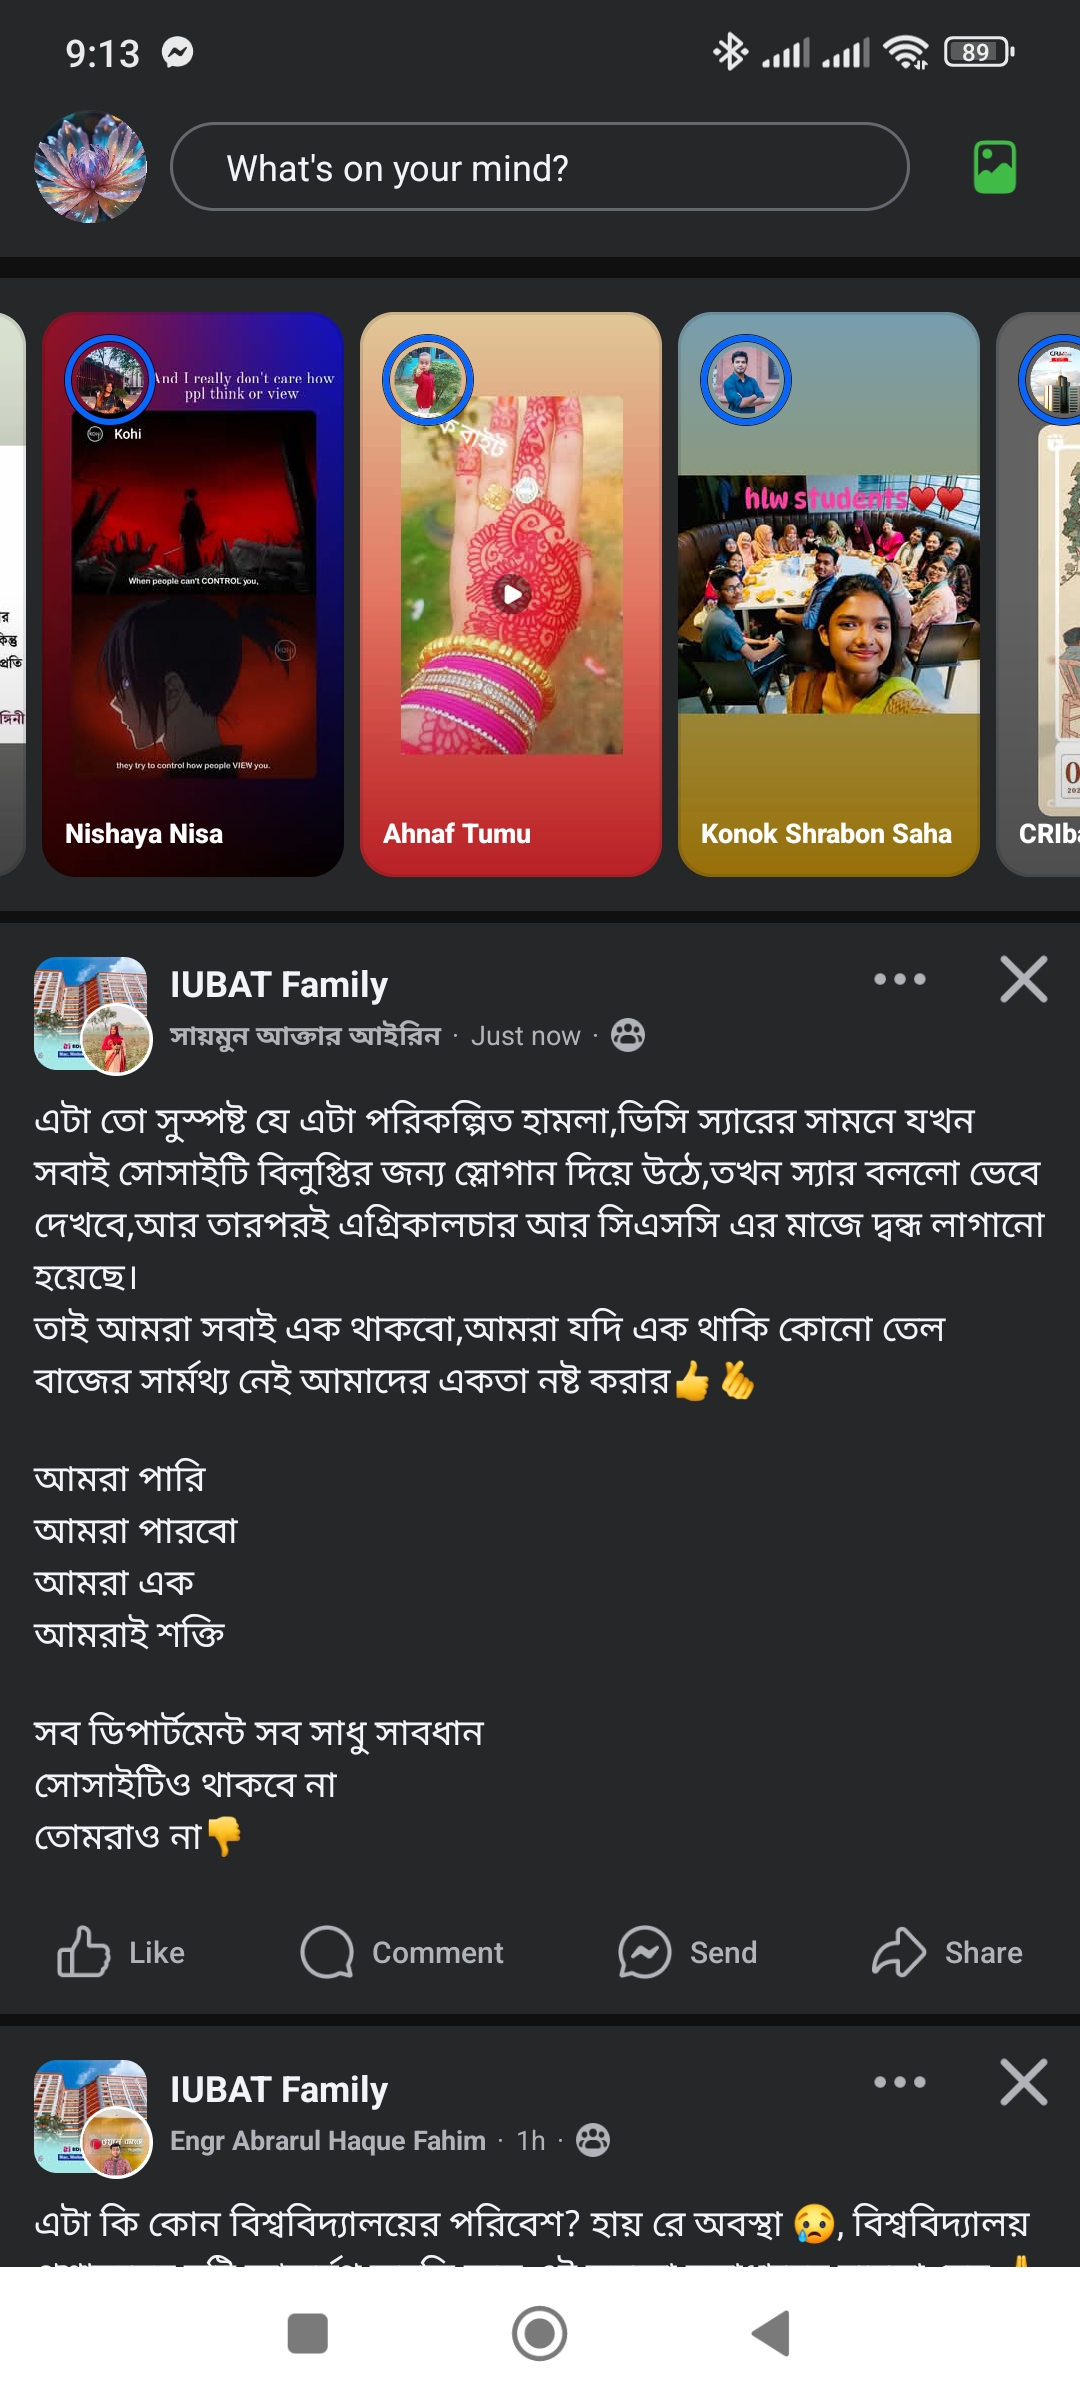 9:13
89
What's on your mind?
And I really don't care how
ppl think or view
Kohi
When people can't CONTROL you,
they try to control how people VIEW you.
Nishaya Nisa
Ahnaf Tumu
hlw students❤️❤️
Konok Shrabon Saha
IUBAT Family
সায়মুন আক্তার আইরিন · Just now ·
এটা তো সুস্পষ্ট যে এটা পরিকল্পিত হামলা,ভিসি স্যারের সামনে যখন
সবাই সোসাইটি বিলুপ্তির জন্য স্লোগান দিয়ে উঠে,তখন স্যার বললো ভেবে
দেখবে,আর তারপরই এগ্রিকালচার আর সিএসসি এর মাজে দ্বন্ধ লাগানো
হয়েছে।
তাই আমরা সবাই এক থাকবো,আমরা যদি এক থাকি কোনো তেল
বাজের সার্মথ্য নেই আমাদের একতা নষ্ট করার👍🫰
আমরা পারি
আমরা পারবো
আমরা এক
আমরাই শক্তি
সব ডিপার্টমেন্ট সব সাধু সাবধান
সোসাইটিও থাকবে না
তোমরাও না👎
Like
Comment
Send
Share
IUBAT Family
Engr Abrarul Haque Fahim · 1h ·
এটা কি কোন বিশ্ববিদ্যালয়ের পরিবেশ? হায় রে অবস্থা 😢, বিশ্ববিদ্যালয়